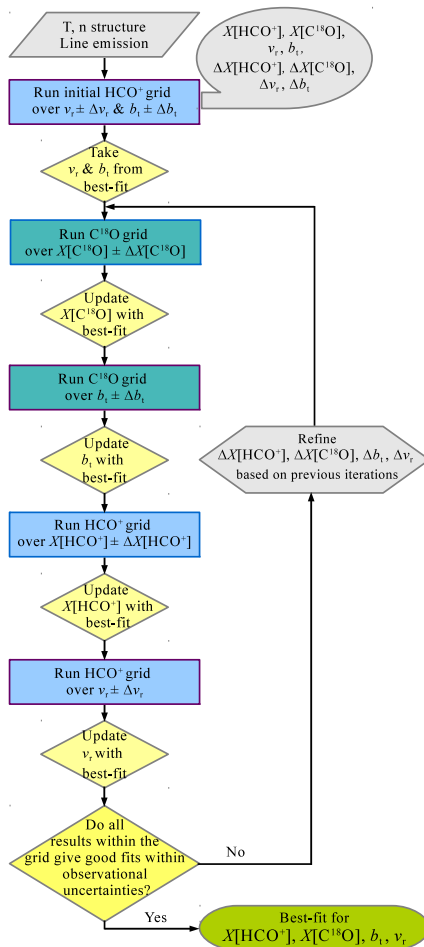 T, n structure
Line emission
X[HCO⁺], X[C¹⁸O],
vᵣ, bₜ,
ΔX[HCO⁺], ΔX[C¹⁸O],
Δvᵣ, Δbₜ
Run initial HCO⁺ grid
over vᵣ ± Δvᵣ & bₜ ± Δbₜ
Take
vᵣ & bₜ from
best-fit
Run C¹⁸O grid
over X[C¹⁸O] ± ΔX[C¹⁸O]
Update
X[C¹⁸O] with
best-fit
Run C¹⁸O grid
over bₜ ± Δbₜ
Update
bₜ with
best-fit
Refine
ΔX[HCO⁺], ΔX[C¹⁸O], Δbₜ, Δvᵣ
based on previous iterations
Run HCO⁺ grid
over X[HCO⁺] ± ΔX[HCO⁺]
Update
X[HCO⁺] with
best-fit
Run HCO⁺ grid
over vᵣ ± Δvᵣ
Update
vᵣ with
best-fit
Do all
results within the
grid give good fits within
observational
uncertainties?
No
Yes
Best-fit for
X[HCO⁺], X[C¹⁸O], bₜ, vᵣ